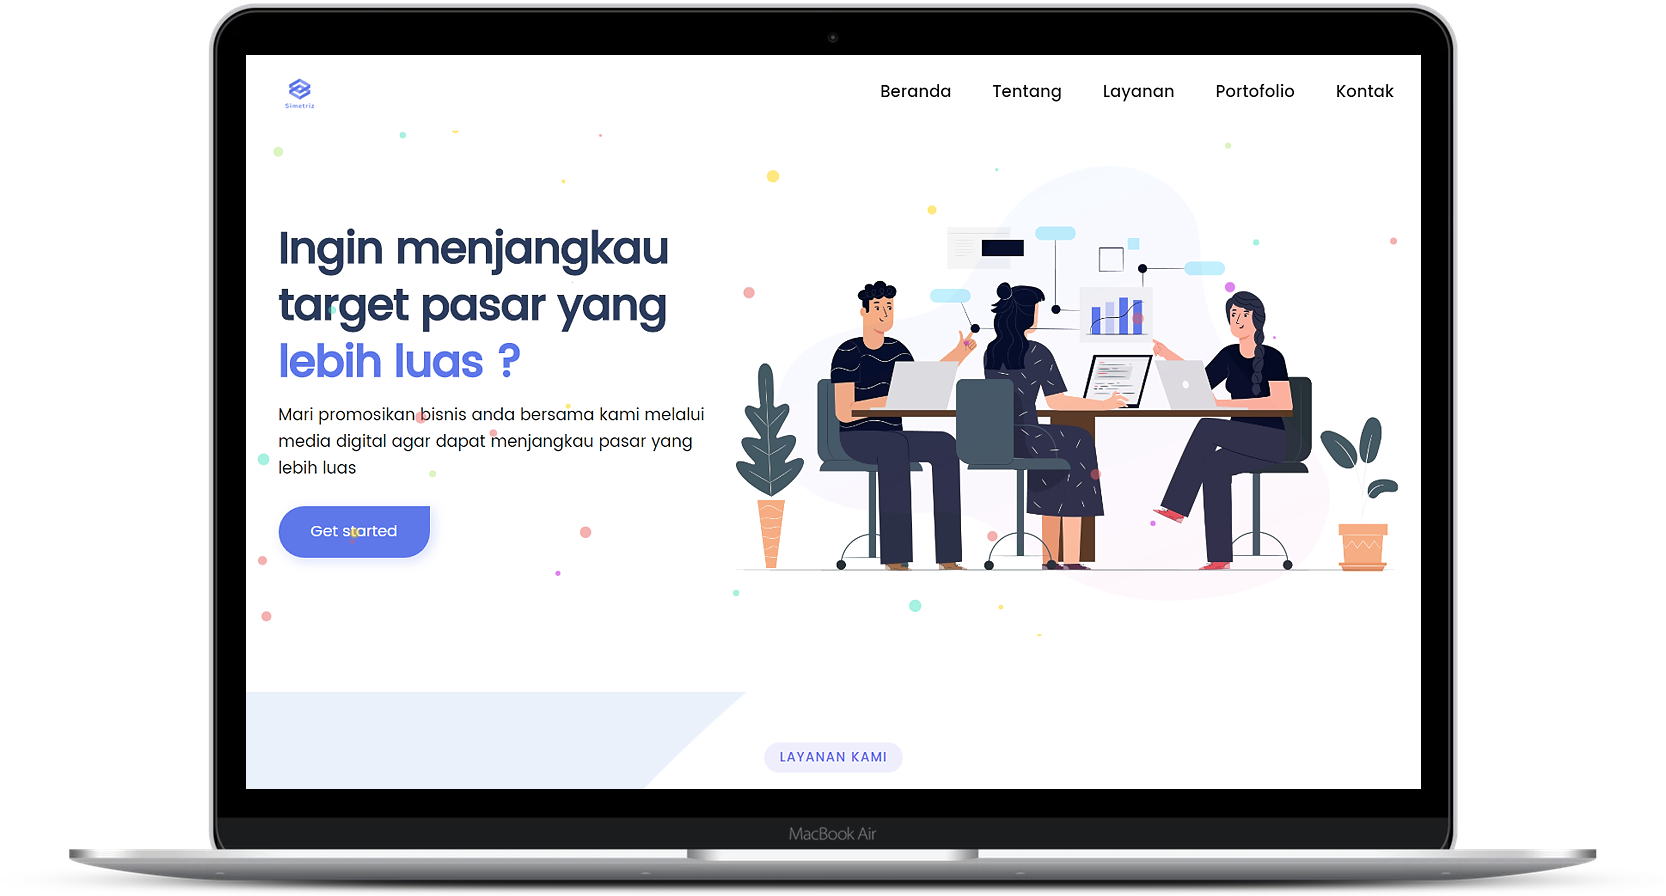 Simetriz
Beranda Tentang Layanan Portofolio Kontak
Ingin menjangkau
target pasar yang
lebih luas ?
Mari promosikan bisnis anda bersama kami melalui
media digital agar dapat menjangkau pasar yang
lebih luas
Get started
LAYANAN KAMI
MacBook Air